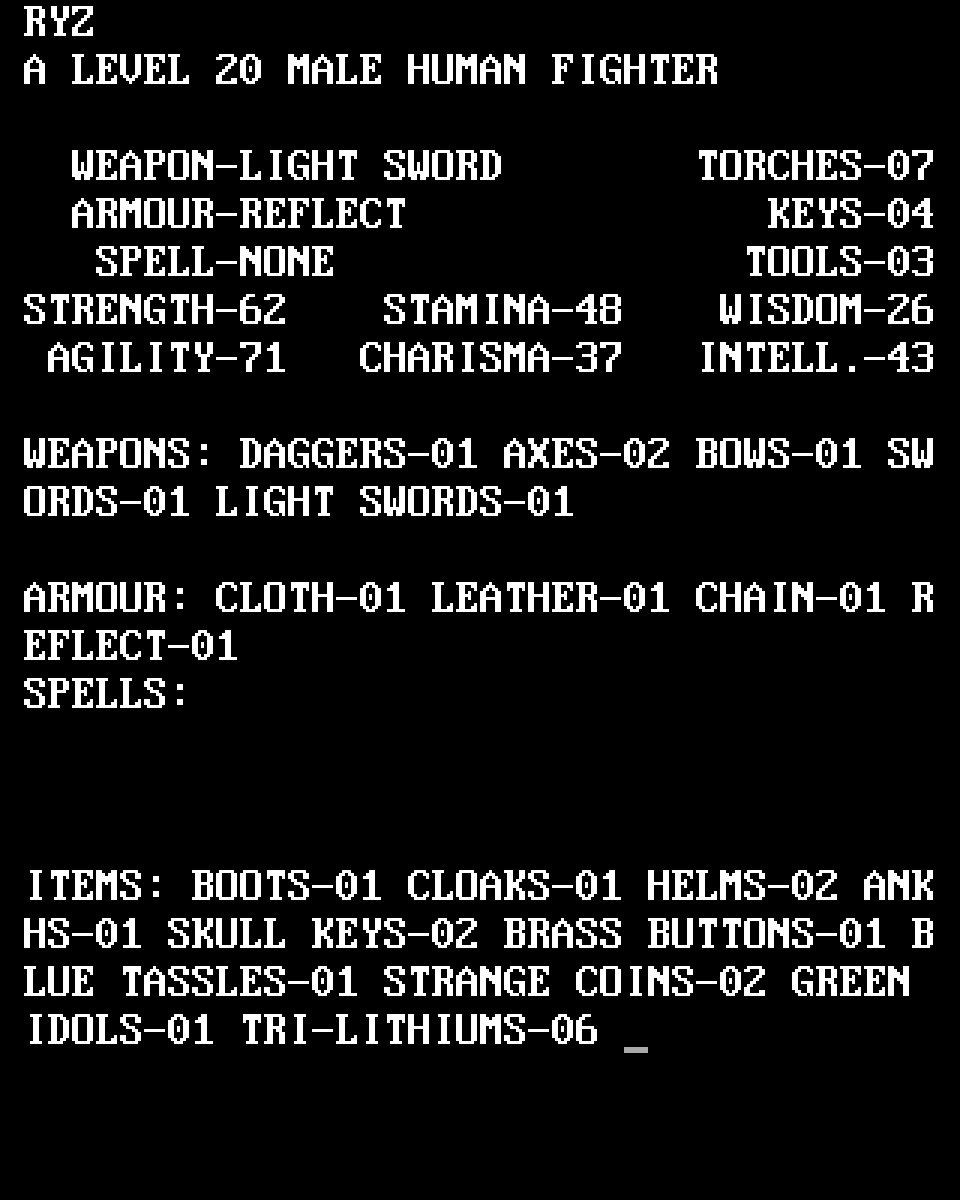 RYZ
A LEVEL 20 MALE HUMAN FIGHTER
WEAPON-LIGHT SWORD TORCHES-07
ARMOUR-REFLECT KEYS-04
SPELL-NONE TOOLS-03
STRENGTH-62 STAMINA-48 WISDOM-26
AGILITY-71 CHARISMA-37 INTELL.-43
WEAPONS: DAGGERS-01 AXES-02 BOWS-01 SW
ORDS-01 LIGHT SWORDS-01
ARMOUR: CLOTH-01 LEATHER-01 CHAIN-01 R
EFLECT-01
SPELLS:
ITEMS: BOOTS-01 CLOAKS-01 HELMS-02 ANK
HS-01 SKULL KEYS-02 BRASS BUTTONS-01 B
LUE TASSLES-01 STRANGE COINS-02 GREEN
IDOLS-01 TRI-LITHIUMS-06 _